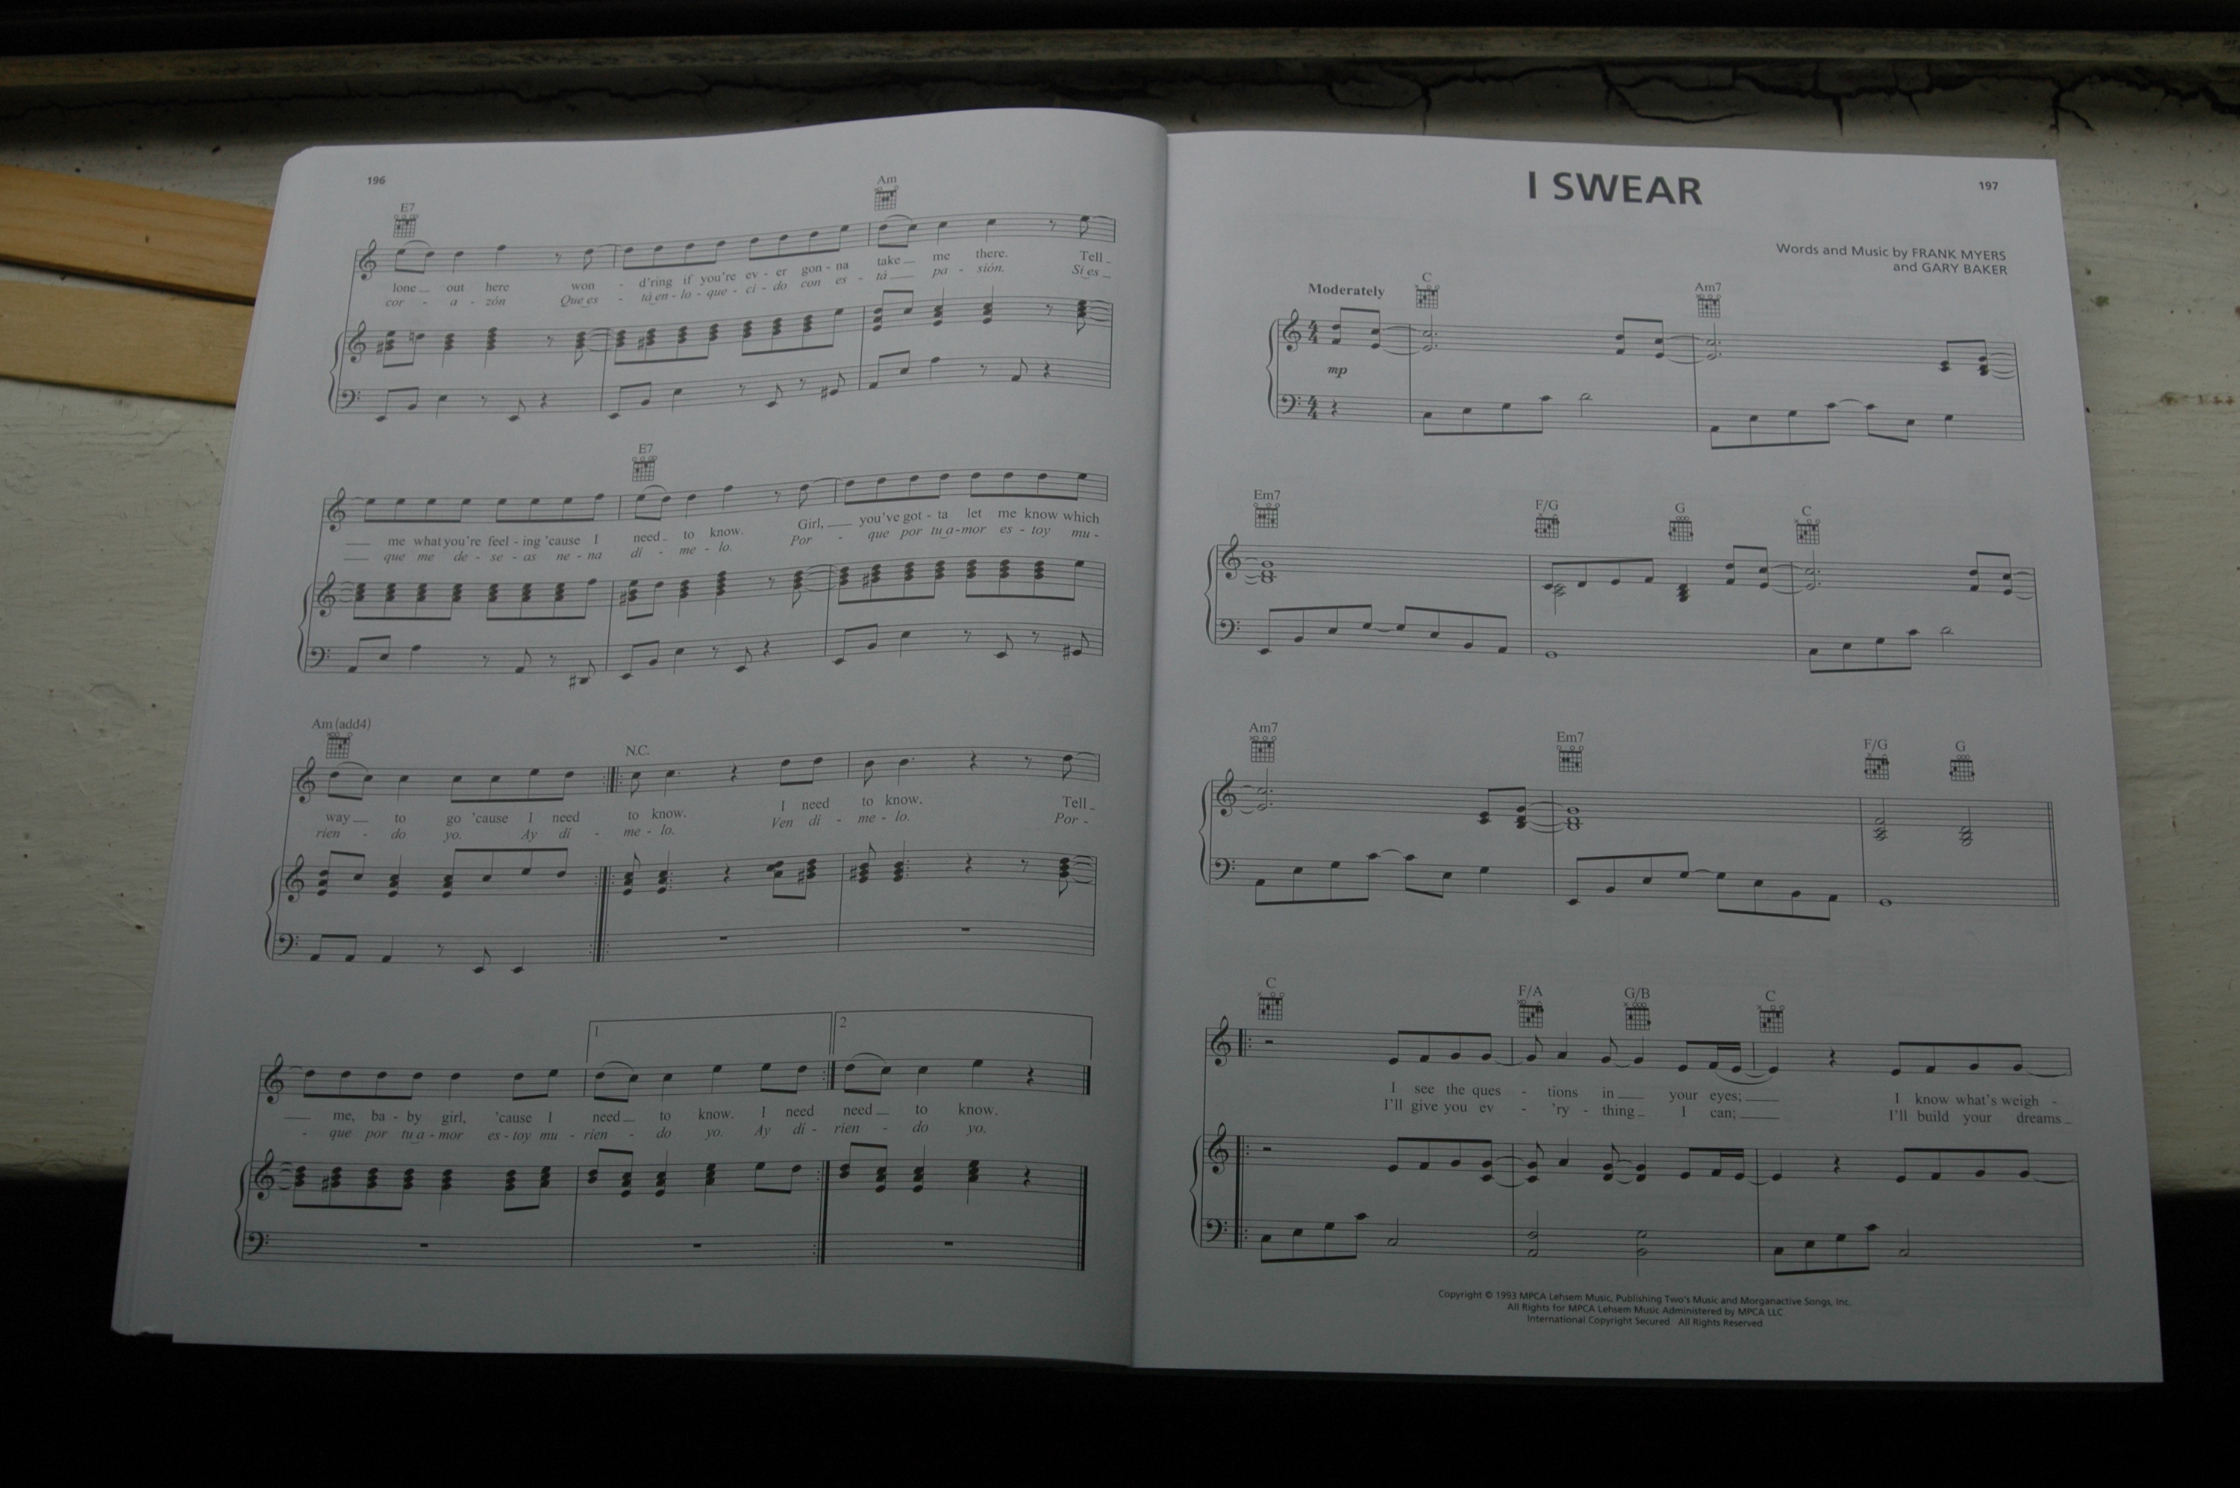 196
E7 Am
lone out here won - d'ring if you're ev - er gon - na take me there. Tell
cor - a - zón Que es - tá en - lo - que - ci - do con es - tá pa - sión. Si es
E7
me what you're feel - ing 'cause I need to know. Girl, you've got - ta let me know which
que me de - se - as ne - na di - me - lo. Por - que por tu a - mor es - toy mu -
Am (add4) N.C.
way to go 'cause I need to know. I need to know. Tell
rien - do yo. Ay di - me - lo. Ven di - me - lo. Por -
1 2
me, ba - by girl, 'cause I need to know. I need need to know.
que por tu a - mor es - toy mu - rien - do yo. Ay di - rien - do yo.
I SWEAR
197
Words and Music by FRANK MYERS
and GARY BAKER
Moderately C Am7
4 4
mp
4 4
Em7 F/G G C
Am7 Em7 F/G G
C F/A G/B C
I see the ques - tions in your eyes; I know what's weigh -
I'll give you ev - 'ry - thing I can; I'll build your dreams
Copyright © 1993 MPCA Lehsem Music, Publishing Two's Music and Morganactive Songs, Inc.
All Rights for MPCA Lehsem Music Administered by MPCA LLC
International Copyright Secured All Rights Reserved